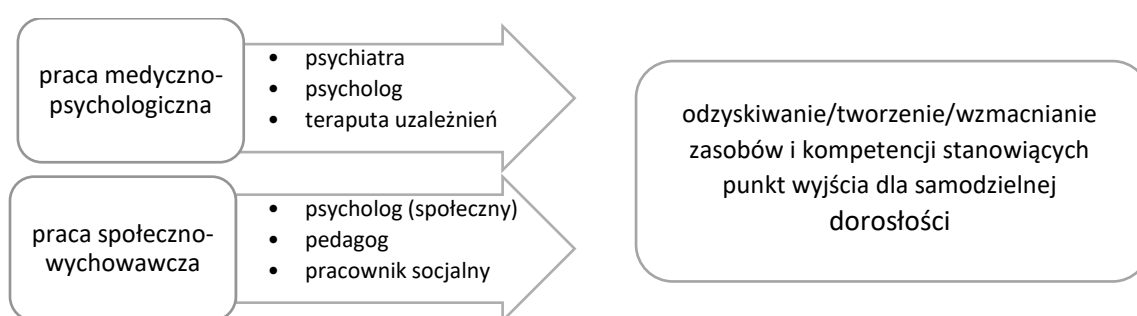 praca medyczno-
psychologiczna
• psychiatra
• psycholog
• teraputa uzależnień
praca społeczno-
wychowawcza
• psycholog (społeczny)
• pedagog
• pracownik socjalny
odzyskiwanie/tworzenie/wzmacnianie
zasobów i kompetencji stanowiących
punkt wyjścia dla samodzielnej
dorosłości